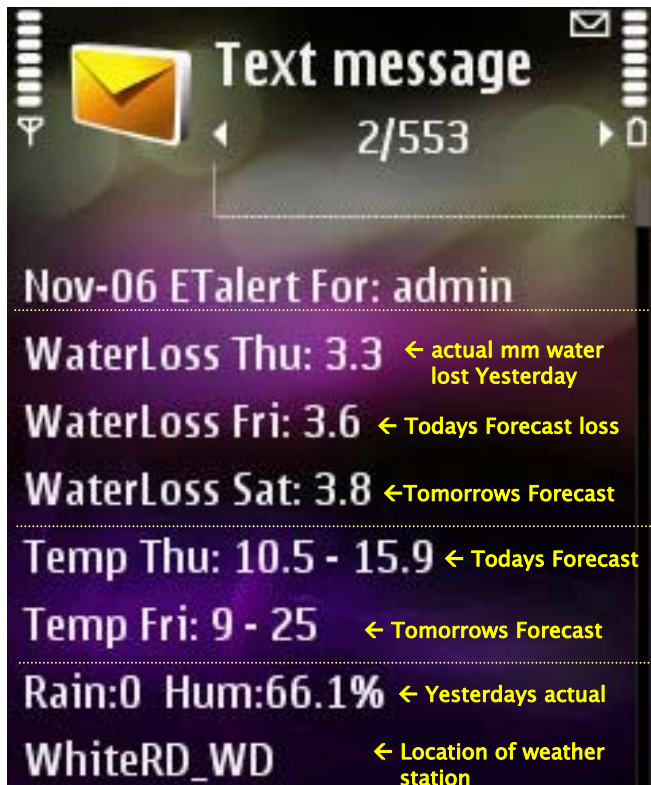 Text message
2/553
Nov-06 ETalert For: admin
WaterLoss Thu: 3.3 ← actual mm water
lost Yesterday
WaterLoss Fri: 3.6 ← Todays Forecast loss
WaterLoss Sat: 3.8 ←Tomorrows Forecast
Temp Thu: 10.5 - 15.9 ← Todays Forecast
Temp Fri: 9 - 25 ← Tomorrows Forecast
Rain:0 Hum:66.1% ← Yesterdays actual
WhiteRD_WD ← Location of weather
station